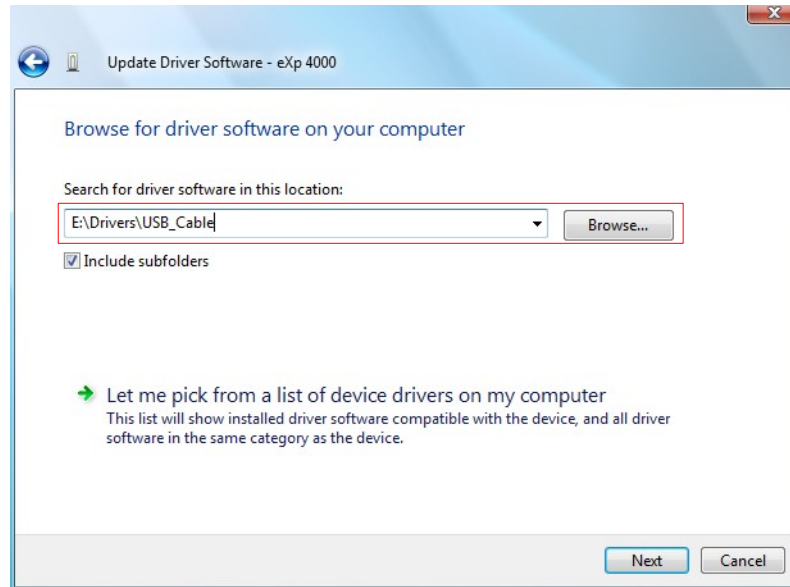 Update Driver Software - eXp 4000
Browse for driver software on your computer
Search for driver software in this location:
E:\Drivers\USB_Cable
Browse...
Include subfolders
Let me pick from a list of device drivers on my computer
This list will show installed driver software compatible with the device, and all driver
software in the same category as the device.
Next
Cancel